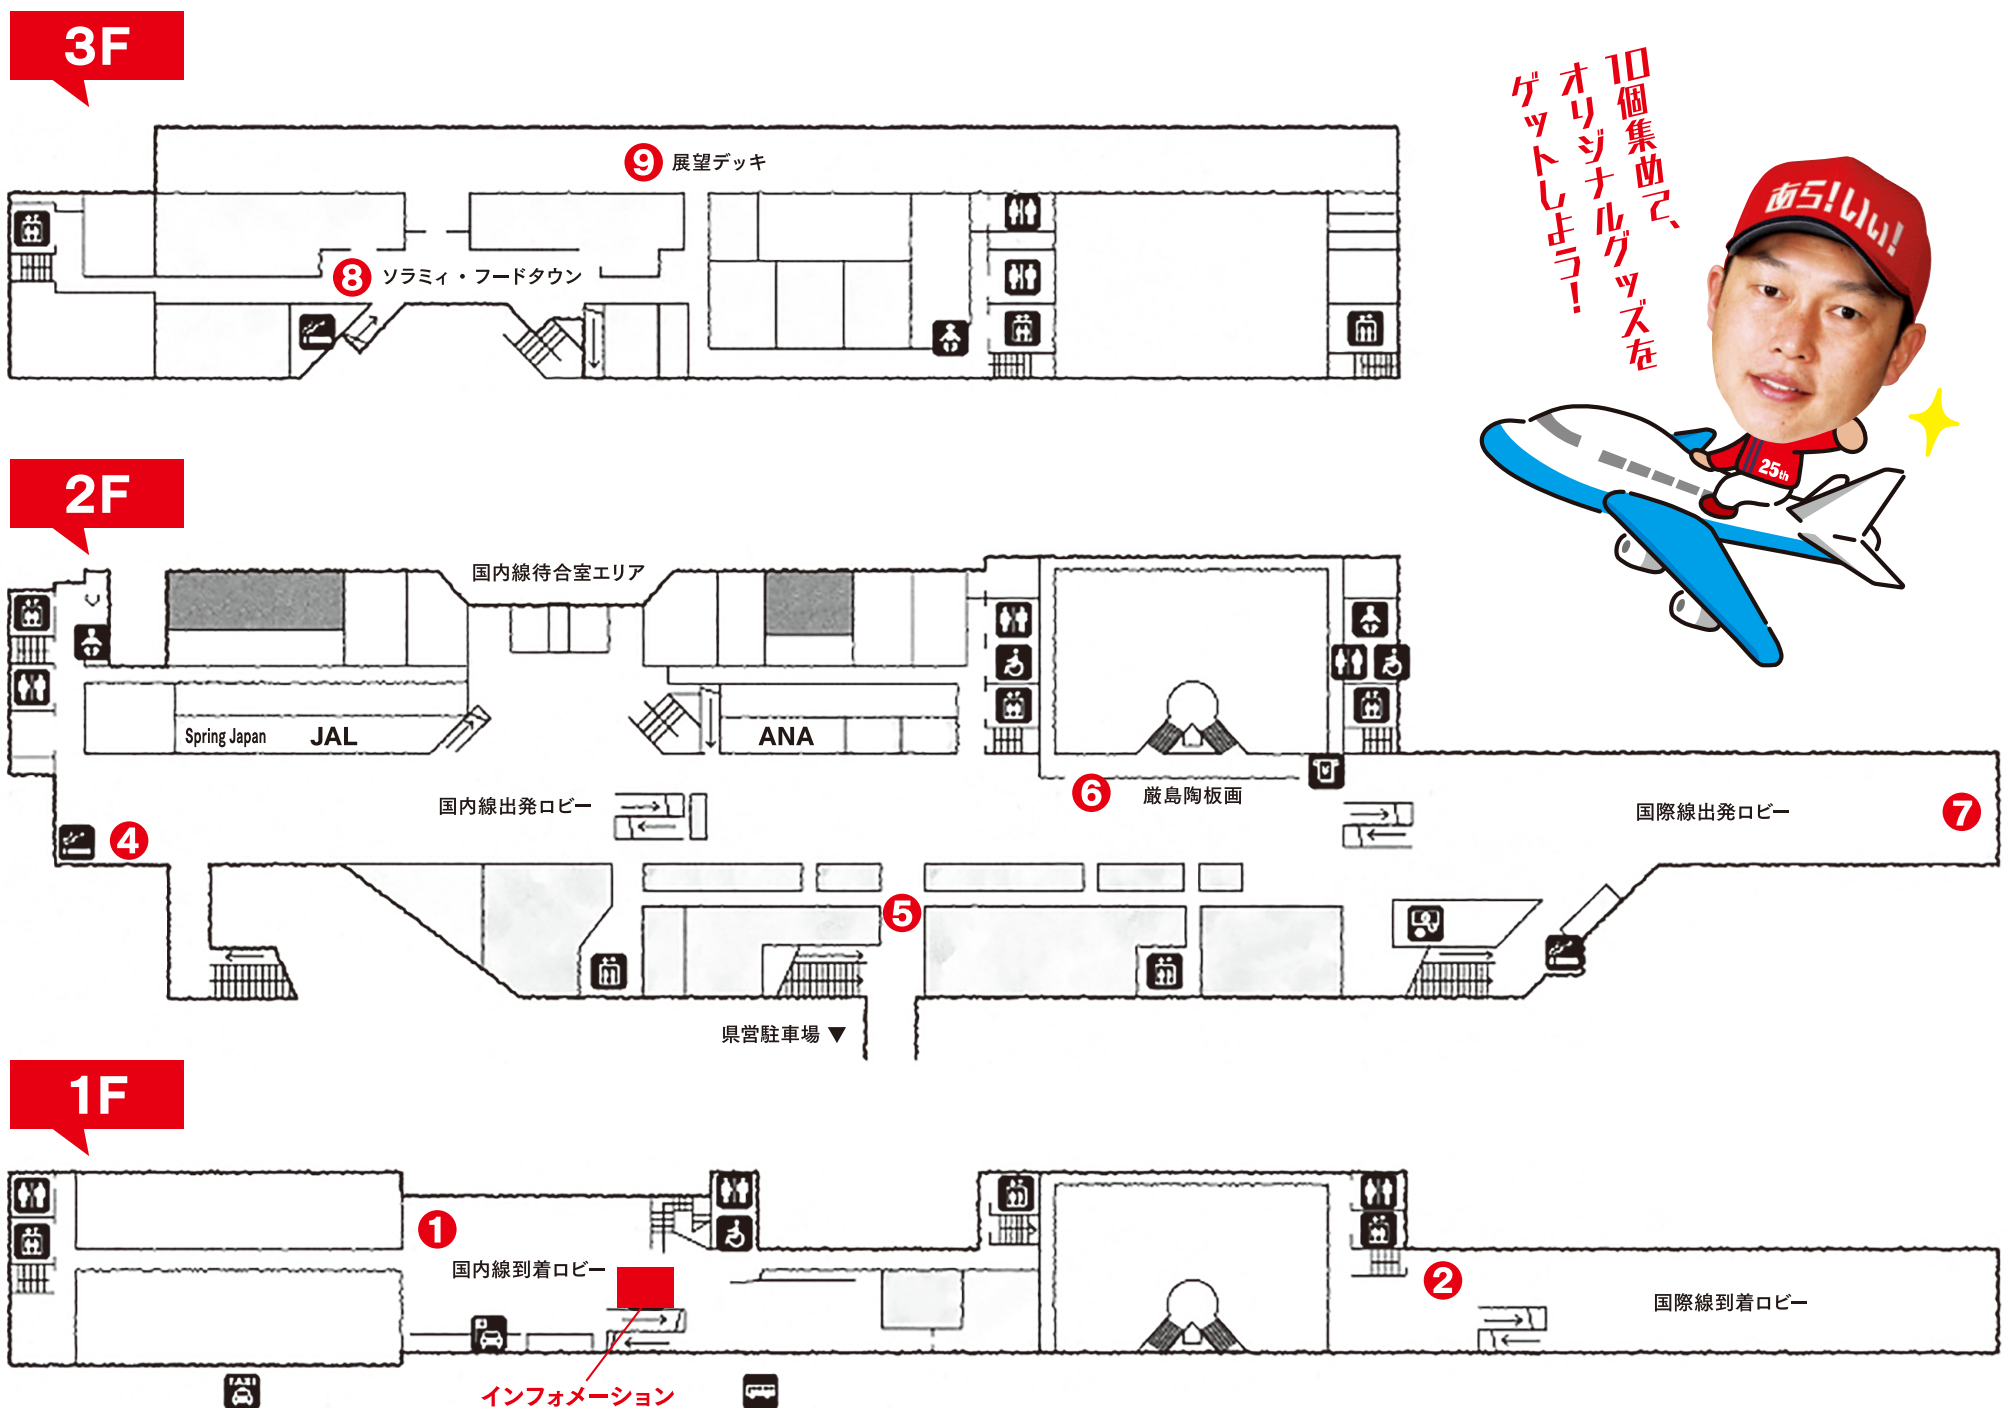 3F
10個集めて、
オリジナルグッズを
ゲットしよう！
あら！いい！
25th
9 展望デッキ
8 ソラミィ・フードタウン
2F
国内線待合室エリア
Spring Japan
JAL
ANA
国内線出発ロビー
6 厳島陶板画
国際線出発ロビー
7
4
5
県営駐車場 ▼
1F
1
国内線到着ロビー
2
国際線到着ロビー
インフォメーション
TAXI